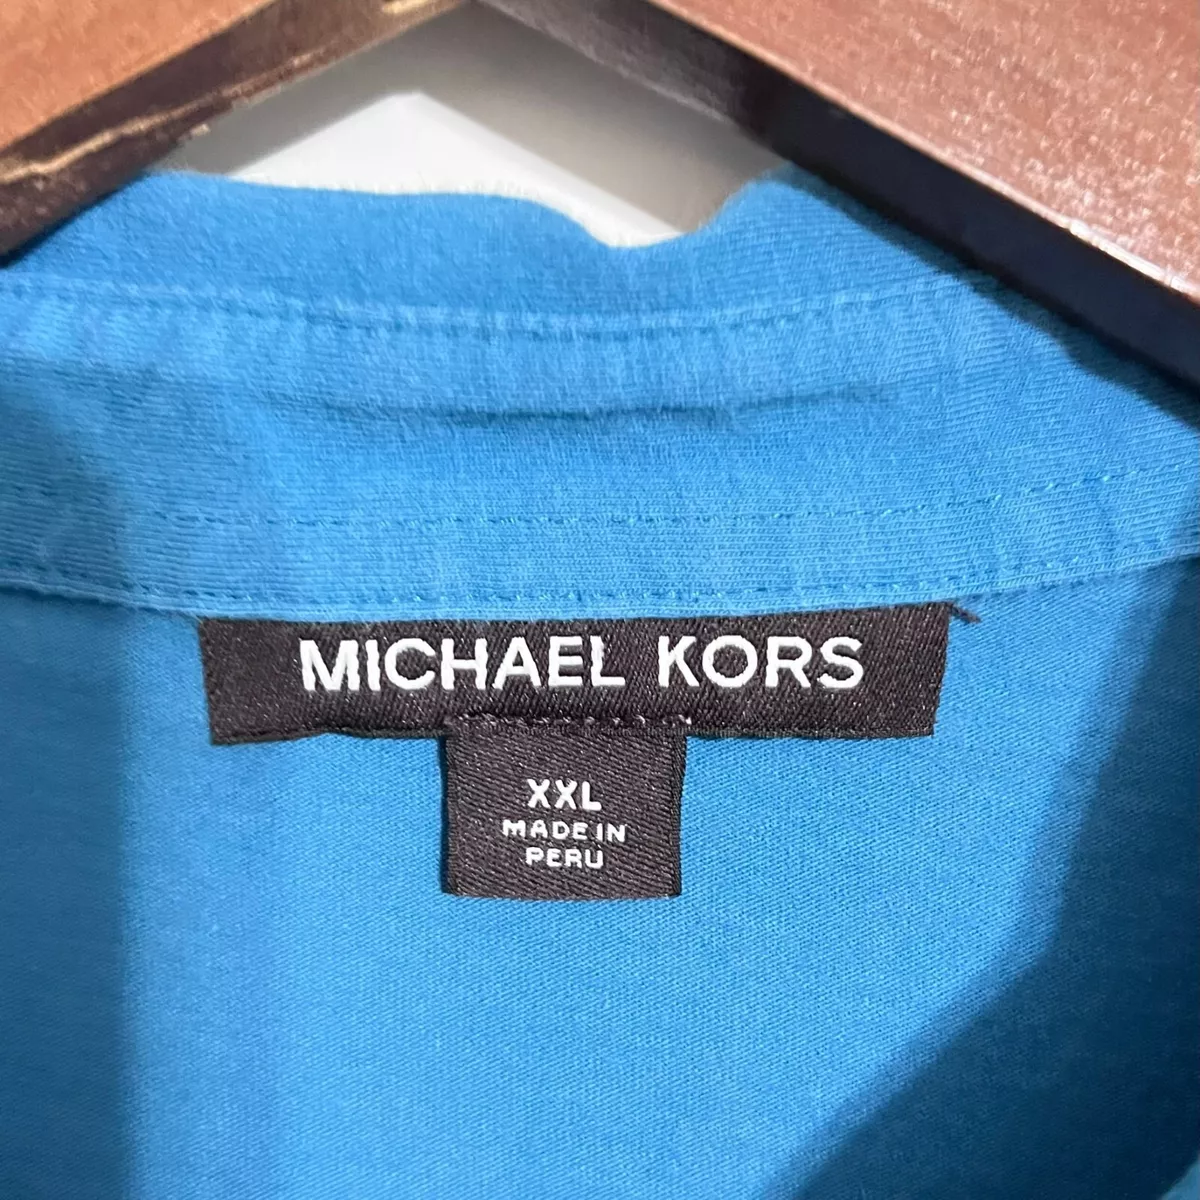 MICHAEL KORS
XXL
MADE IN
PERU